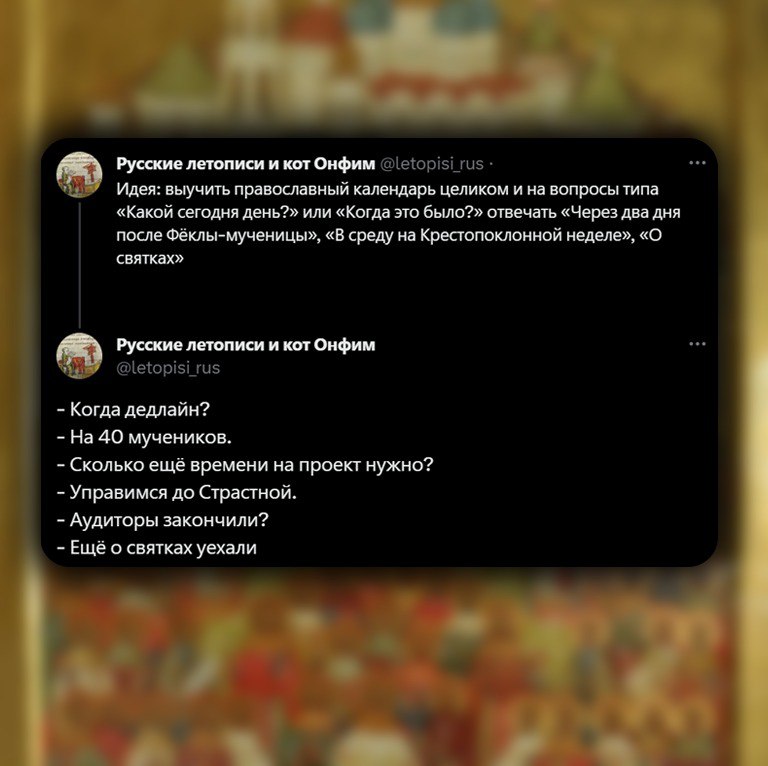 Русские летописи и кот Онфим @letopisi_rus ·
Идея: выучить православный календарь целиком и на вопросы типа
«Какой сегодня день?» или «Когда это было?» отвечать «Через два дня
после Фёклы-мученицы», «В среду на Крестопоклонной неделе», «О
святках»
Русские летописи и кот Онфим
@letopisi_rus
- Когда дедлайн?
- На 40 мучеников.
- Сколько ещё времени на проект нужно?
- Управимся до Страстной.
- Аудиторы закончили?
- Ещё о святках уехали